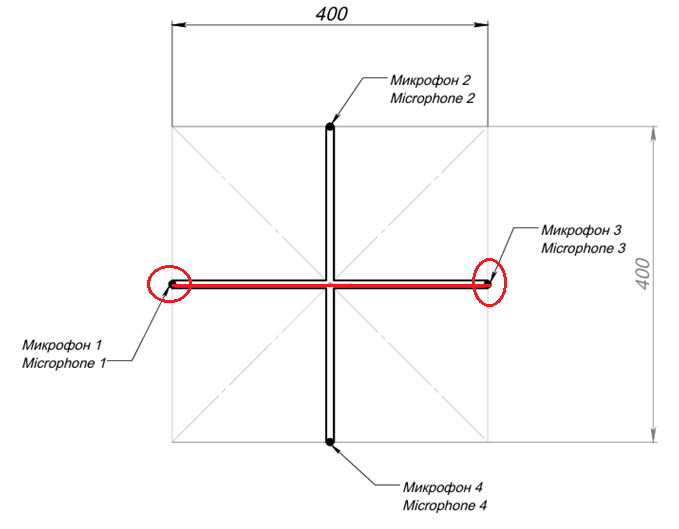 400
Микрофон 2
Microphone 2
Микрофон 3
Microphone 3
400
Микрофон 1
Microphone 1
Микрофон 4
Microphone 4